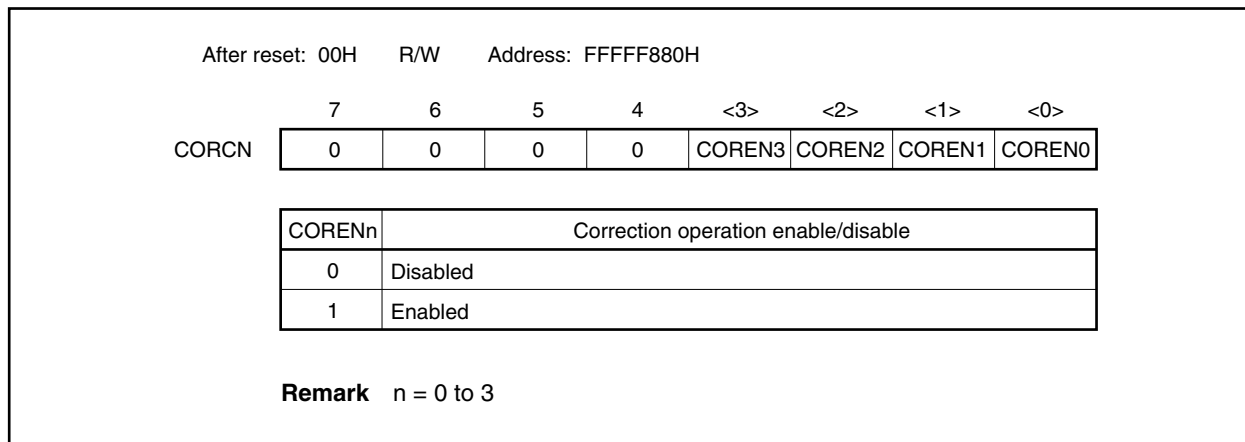 After reset: 00H R/W Address: FFFFF880H
7 6 5 4 <3> <2> <1> <0>
CORCN 0 0 0 0 COREN3 COREN2 COREN1 COREN0
CORENn Correction operation enable/disable
0 Disabled
1 Enabled
Remark n = 0 to 3